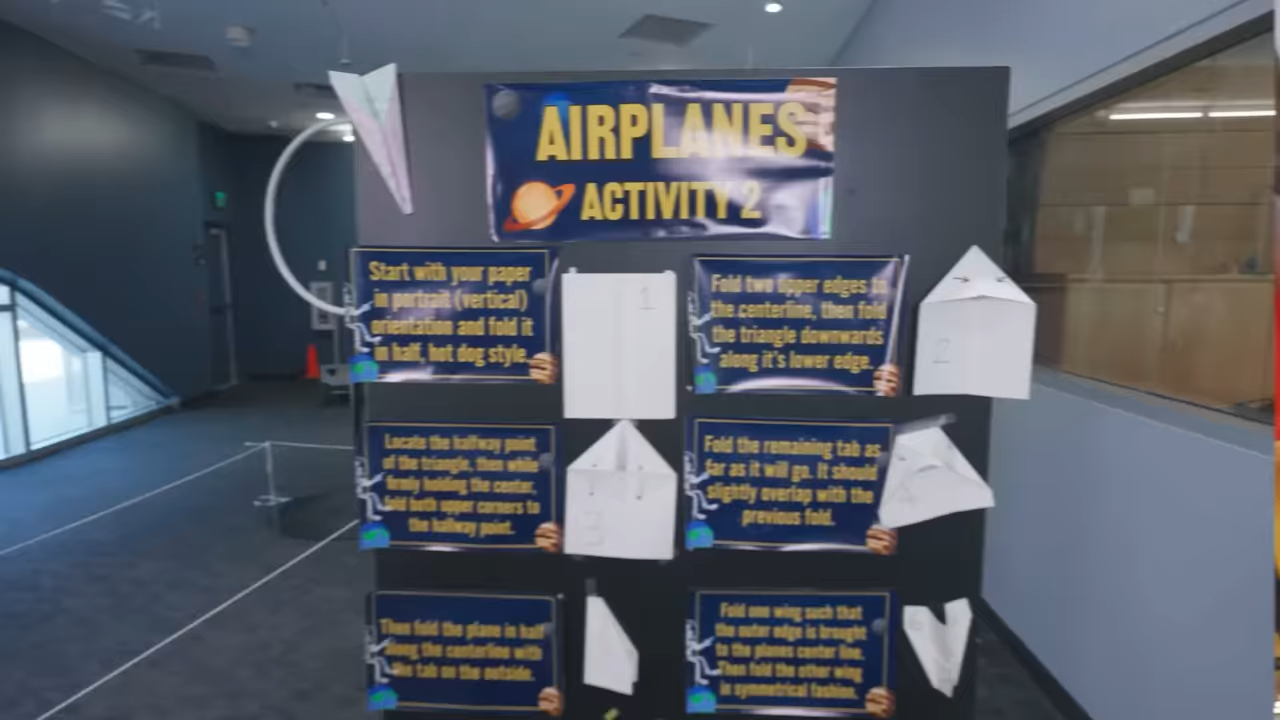 AIRPLANES
ACTIVITY 2
Start with your paper
in portrait (vertical)
orientation and fold it
in half, hot dog style.
1
Fold two upper edges to
the centerline, then fold
the triangle downwards
along it's lower edge.
2
Locate the halfway point
of the triangle, then while
firmly holding the center,
fold both upper corners to
the halfway point.
3
Fold the remaining tab as
far as it will go. It should
slightly overlap with the
previous fold.
4
Then fold the plane in half
along the centerline with
the tab on the outside.
Fold one wing such that
the outer edge is brought
to the planes center line.
Then fold the other wing
in symmetrical fashion.